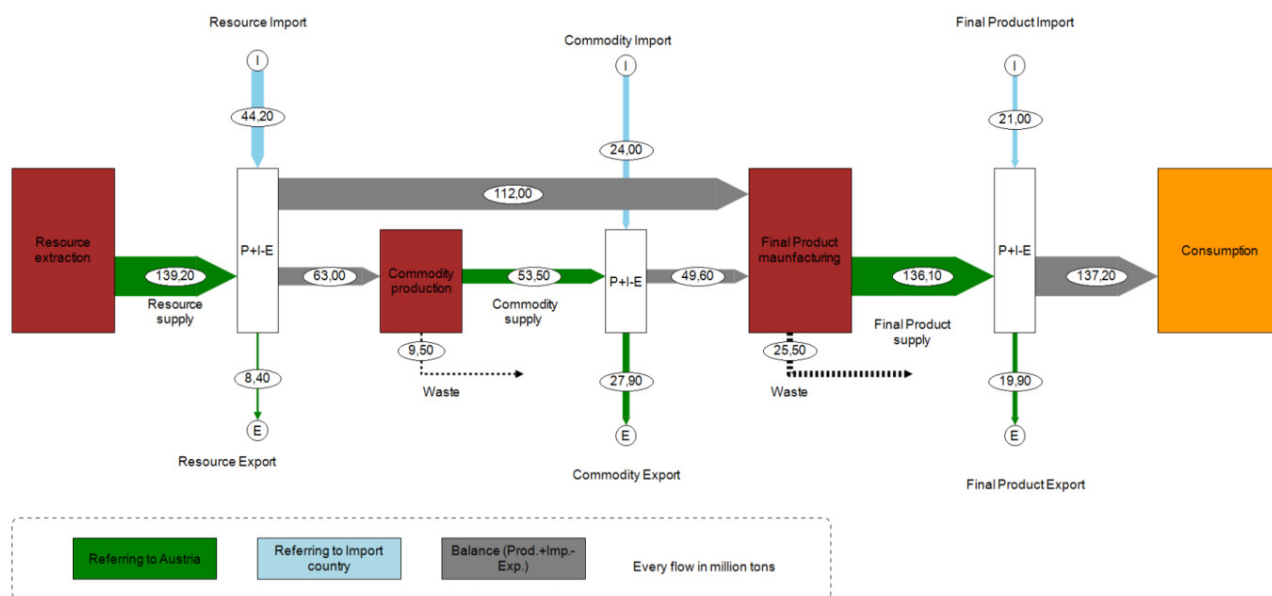 Resource Import
Commodity Import
Final Product Import
I
I
I
44,20
24,00
21,00
112,00
Resource
extraction
139,20
Resource
supply
P+I-E
63,00
Commodity
production
53,50
Commodity
supply
P+I-E
49,60
Final Product
maunfacturing
136,10
Final Product
supply
P+I-E
137,20
Consumption
9,50
Waste
25,50
Waste
8,40
27,90
19,90
E
E
E
Resource Export
Commodity Export
Final Product Export
Referring to Austria
Referring to Import
country
Balance (Prod.+Imp.-
Exp.)
Every flow in million tons